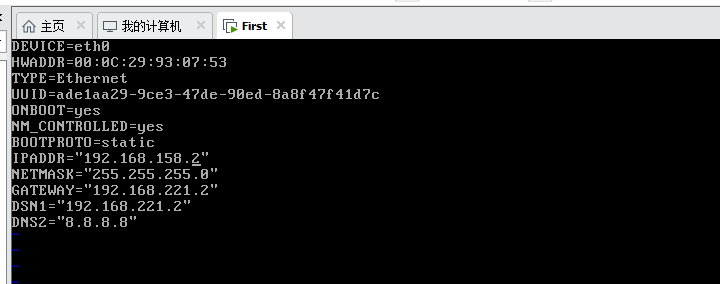 主页 我的计算机 First
DEVICE=eth0
HWADDR=00:0C:29:93:07:53
TYPE=Ethernet
UUID=ade1aa29-9ce3-47de-90ed-8a8f47f41d7c
ONBOOT=yes
NM_CONTROLLED=yes
BOOTPROTO=static
IPADDR="192.168.158.2"
NETMASK="255.255.255.0"
GATEWAY="192.168.221.2"
DSN1="192.168.221.2"
DNS2="8.8.8.8"
~
~
~
~